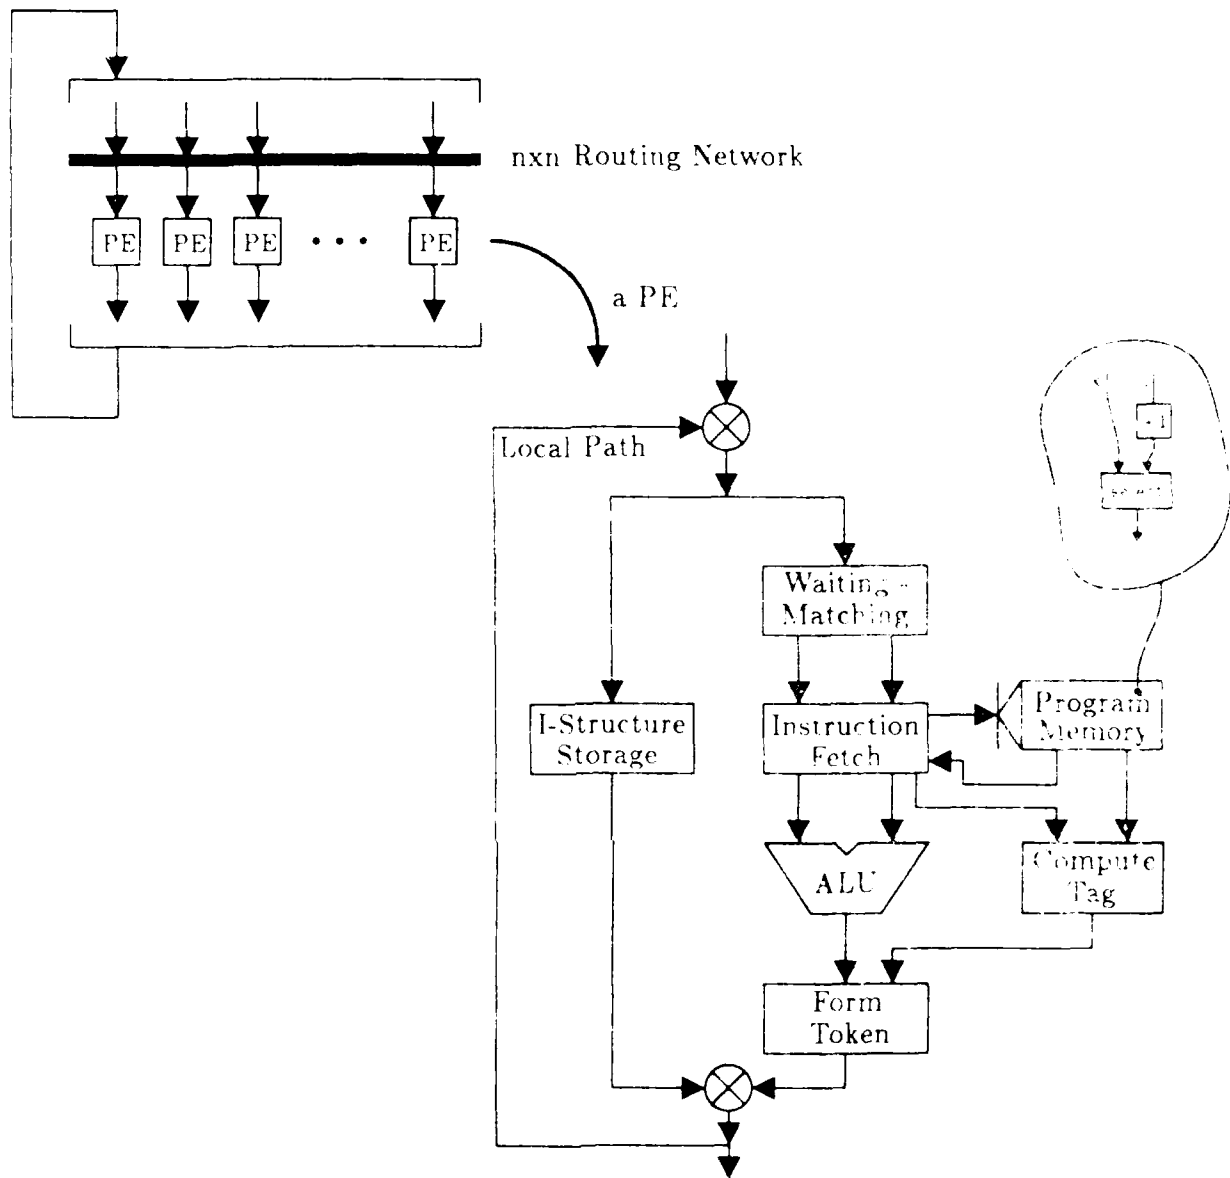 nxn Routing Network
PE PE PE • • • PE
a PE
Local Path
select
Waiting -
Matching
I-Structure
Storage
Instruction
Fetch
Program
Memory
ALU
Compute
Tag
Form
Token